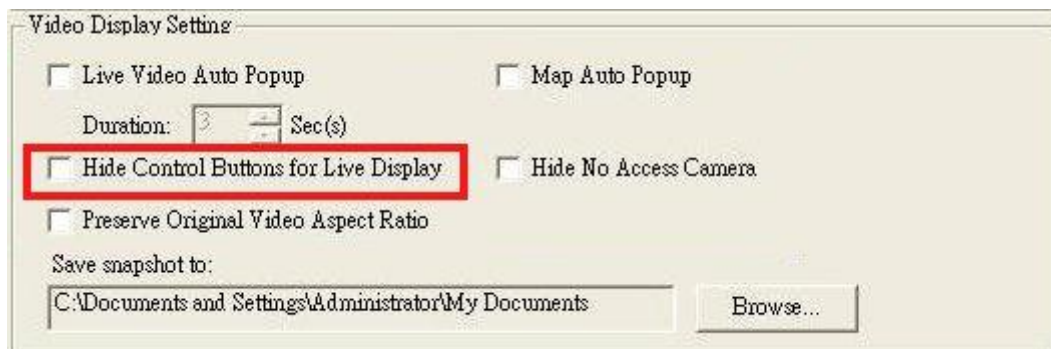 Video Display Setting
Live Video Auto Popup
Map Auto Popup
Duration: 3 Sec(s)
Hide Control Buttons for Live Display
Hide No Access Camera
Preserve Original Video Aspect Ratio
Save snapshot to:
C:\Documents and Settings\Administrator\My Documents
Browse...